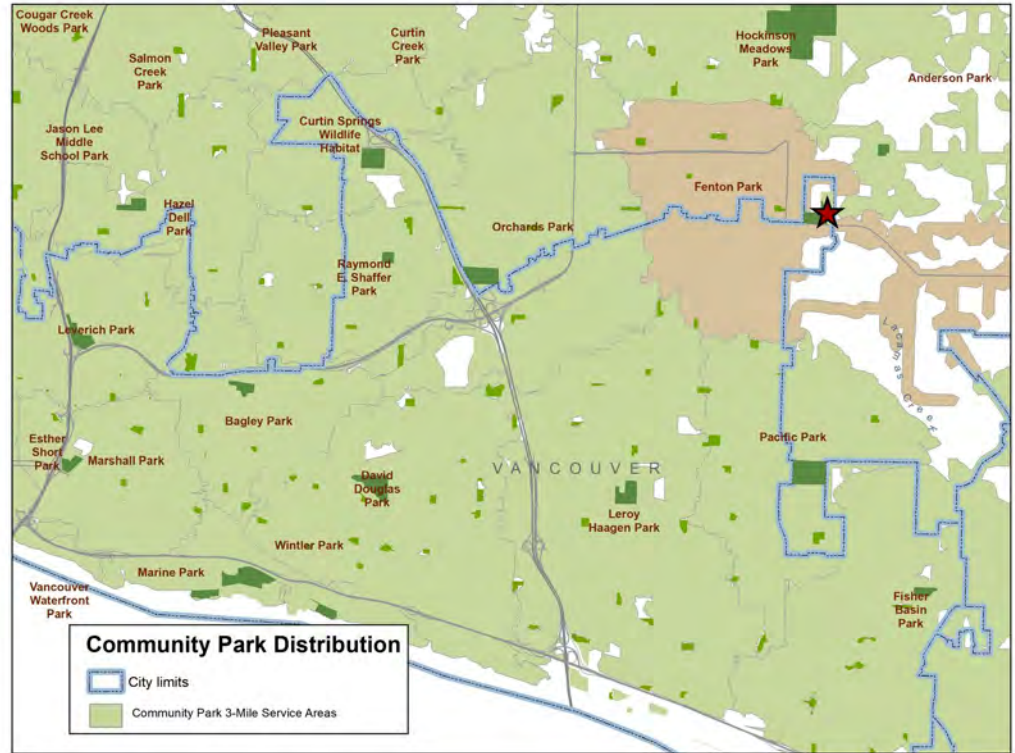 Cougar Creek
Woods Park
Pleasant
Valley Park
Curtin
Creek
Park
Hockinson
Meadows
Park
Salmon
Creek
Park
Anderson Park
Jason Lee
Middle
School Park
Curtin Springs
Wildlife
Habitat
Fenton Park
Hazel
Dell
Park
Orchards Park
Raymond
E. Shaffer
Park
Leverich Park
Lacamas Creek
Bagley Park
Esther
Short
Park
Marshall Park
Pacific Park
VANCOUVER
David
Douglas
Park
Leroy
Haagen Park
Wintler Park
Marine Park
Vancouver
Waterfront
Park
Fisher
Basin
Park
Community Park Distribution
City limits
Community Park 3-Mile Service Areas